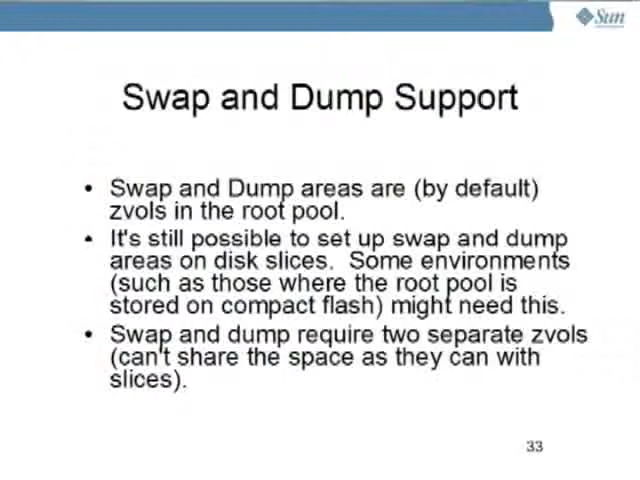 Sun
Swap and Dump Support
• Swap and Dump areas are (by default)
zvols in the root pool.
• It's still possible to set up swap and dump
areas on disk slices.  Some environments
(such as those where the root pool is
stored on compact flash) might need this.
• Swap and dump require two separate zvols
(can't share the space as they can with
slices).
33